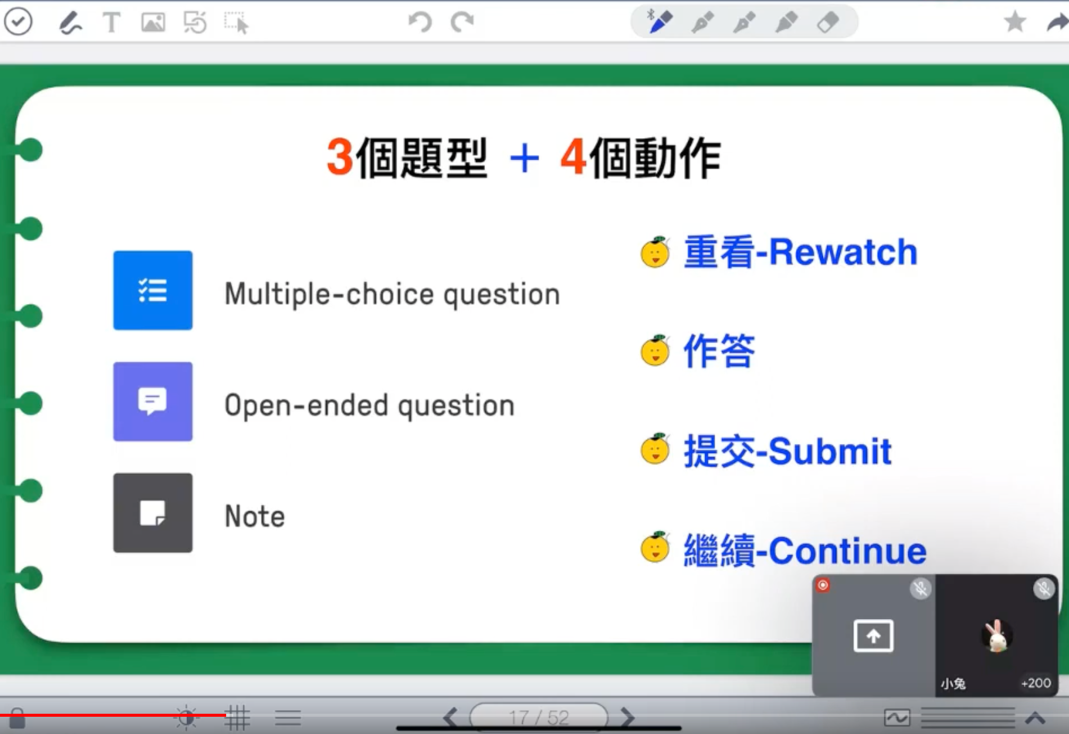 T
3個題型 + 4個動作
Multiple-choice question
Open-ended question
Note
重看-Rewatch
作答
提交-Submit
繼續-Continue
小兔
+200
17 / 52